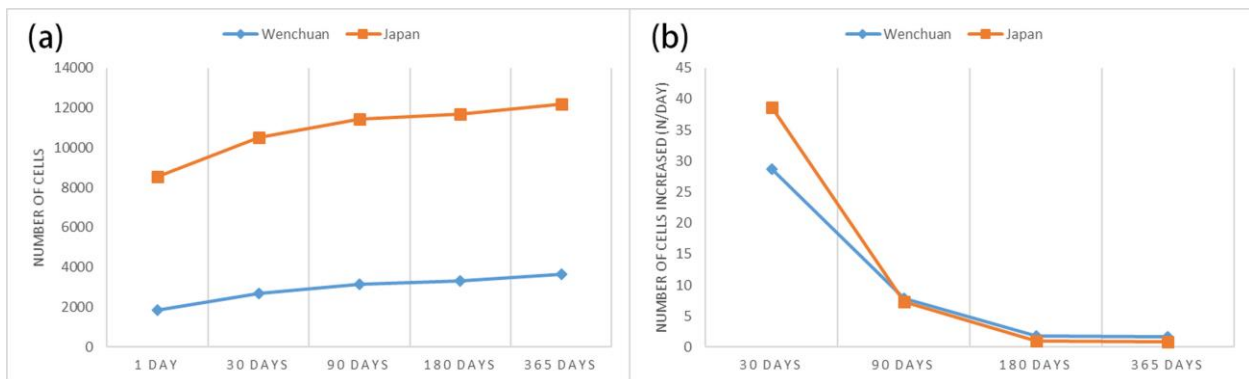 (a)
Wenchuan Japan
NUMBER OF CELLS
14000
12000
10000
8000
6000
4000
2000
0
1 DAY 30 DAYS 90 DAYS 180 DAYS 365 DAYS
(b)
Wenchuan Japan
NUMBER OF CELLS INCREASED (N/DAY)
45
40
35
30
25
20
15
10
5
0
30 DAYS 90 DAYS 180 DAYS 365 DAYS